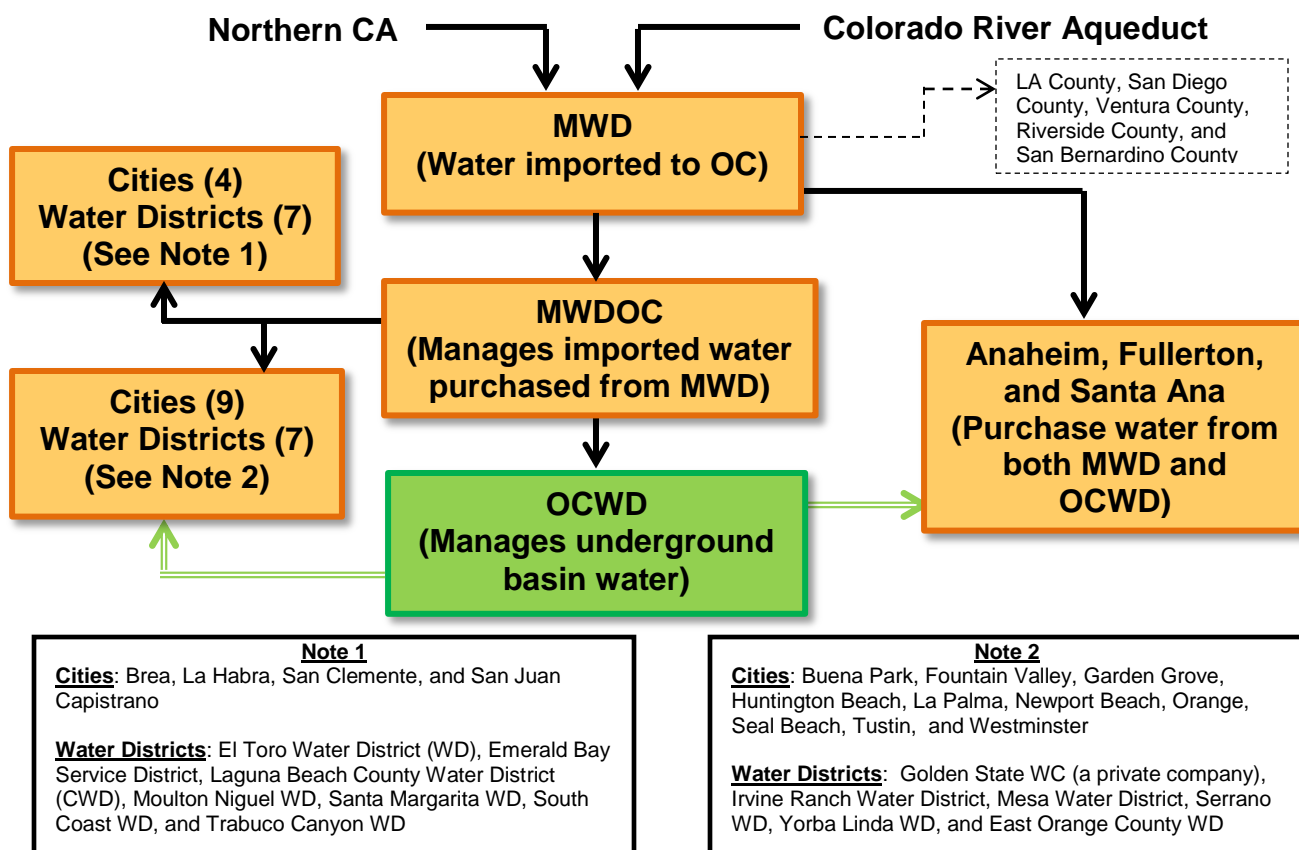 Northern CA
Colorado River Aqueduct
LA County, San Diego
County, Ventura County,
Riverside County, and
San Bernardino County
MWD
(Water imported to OC)
Cities (4)
Water Districts (7)
(See Note 1)
MWDOC
(Manages imported water
purchased from MWD)
Anaheim, Fullerton,
and Santa Ana
(Purchase water from
both MWD and
OCWD)
Cities (9)
Water Districts (7)
(See Note 2)
OCWD
(Manages underground
basin water)
Note 1
Cities: Brea, La Habra, San Clemente, and San Juan
Capistrano
Water Districts: El Toro Water District (WD), Emerald Bay
Service District, Laguna Beach County Water District
(CWD), Moulton Niguel WD, Santa Margarita WD, South
Coast WD, and Trabuco Canyon WD
Note 2
Cities: Buena Park, Fountain Valley, Garden Grove,
Huntington Beach, La Palma, Newport Beach, Orange,
Seal Beach, Tustin, and Westminster
Water Districts: Golden State WC (a private company),
Irvine Ranch Water District, Mesa Water District, Serrano
WD, Yorba Linda WD, and East Orange County WD